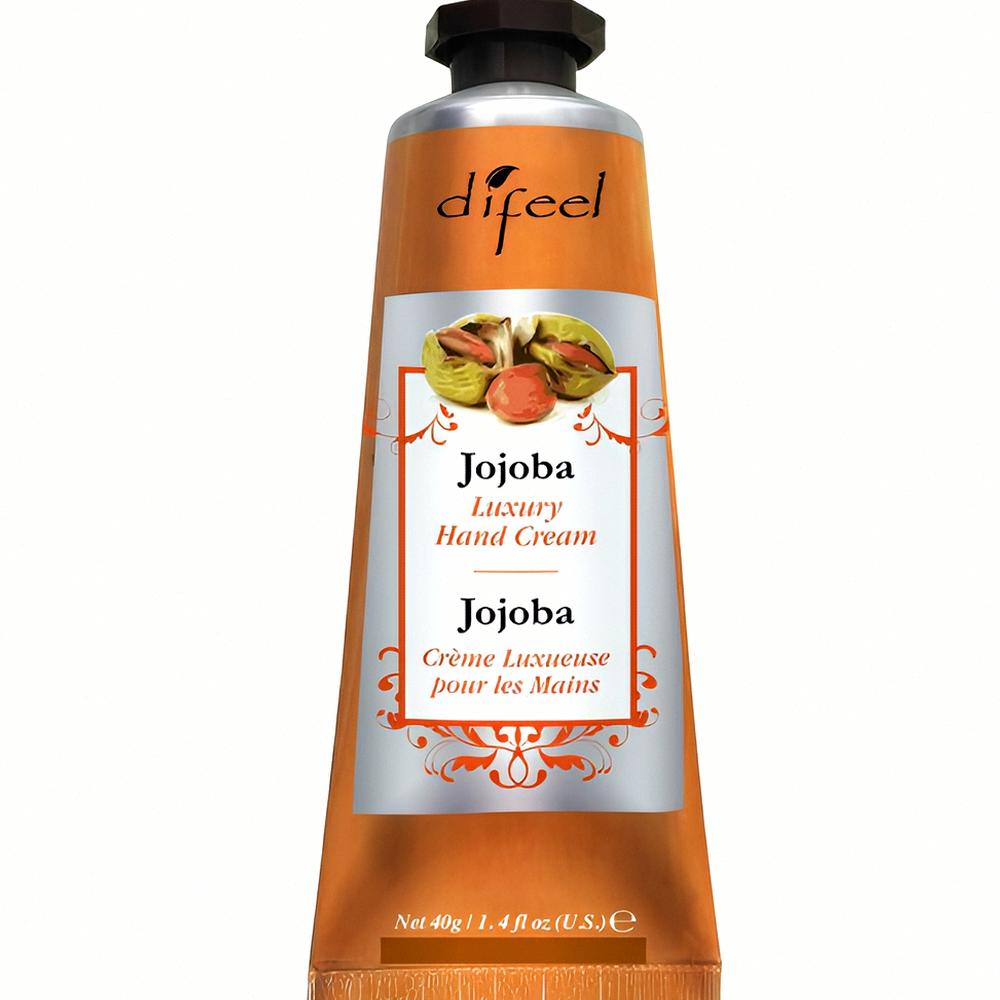 difeel
Jojoba
Luxury
Hand Cream
Jojoba
Crème Luxueuse
pour les Mains
Net 40g / 1.4 fl oz (U.S.) ℮